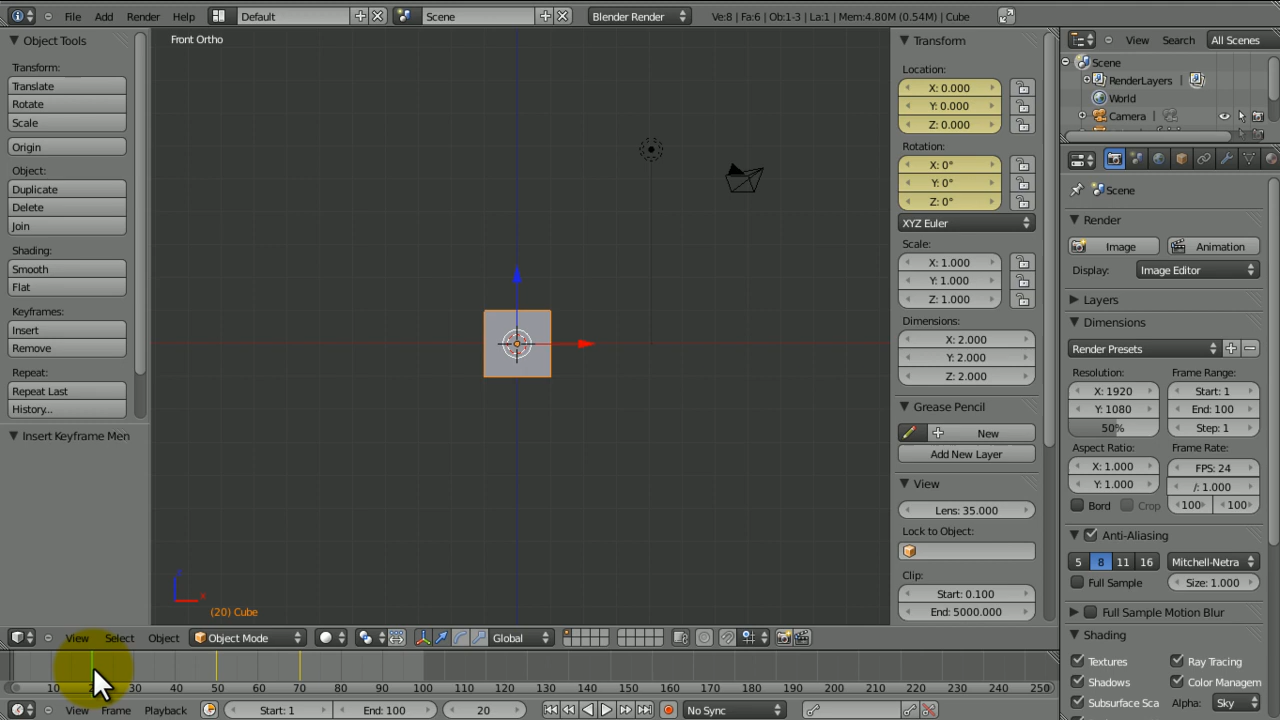 File Add Render Help Default Scene Blender Render Ve:8 | Fa:6 | Ob:1-3 | La:1 | Mem:4.80M (0.54M) | Cube
Object Tools
Transform:
Translate
Rotate
Scale
Origin
Object:
Duplicate
Delete
Join
Shading:
Smooth
Flat
Keyframes:
Insert
Remove
Repeat:
Repeat Last
History...
Insert Keyframe Men
Front Ortho
(20) Cube
Transform
Location:
X: 0.000
Y: 0.000
Z: 0.000
Rotation:
X: 0°
Y: 0°
Z: 0°
XYZ Euler
Scale:
X: 1.000
Y: 1.000
Z: 1.000
Dimensions:
X: 2.000
Y: 2.000
Z: 2.000
Grease Pencil
New
Add New Layer
View
Lens: 35.000
Lock to Object:
Clip:
Start: 0.100
End: 5000.000
View Search All Scenes
Scene
RenderLayers |
World
Camera |
Scene
Render
Image Animation
Display: Image Editor
Layers
Dimensions
Render Presets
Resolution: Frame Range:
X: 1920 Start: 1
Y: 1080 End: 100
50% Step: 1
Aspect Ratio: Frame Rate:
X: 1.000 FPS: 24
Y: 1.000 /: 1.000
Bord Crop 100 100
Anti-Aliasing
5 8 11 16 Mitchell-Netra
Full Sample Size: 1.000
Full Sample Motion Blur
Shading
Textures Ray Tracing
Shadows Color Managem
Subsurface Sca Alpha: Sky
View Select Object Object Mode Global
10 30 40 50 60 70 80 90 100 110 120 130 140 150 160 170 180 190 200 210 220 230 240 250
View Frame Playback Start: 1 End: 100 20 No Sync